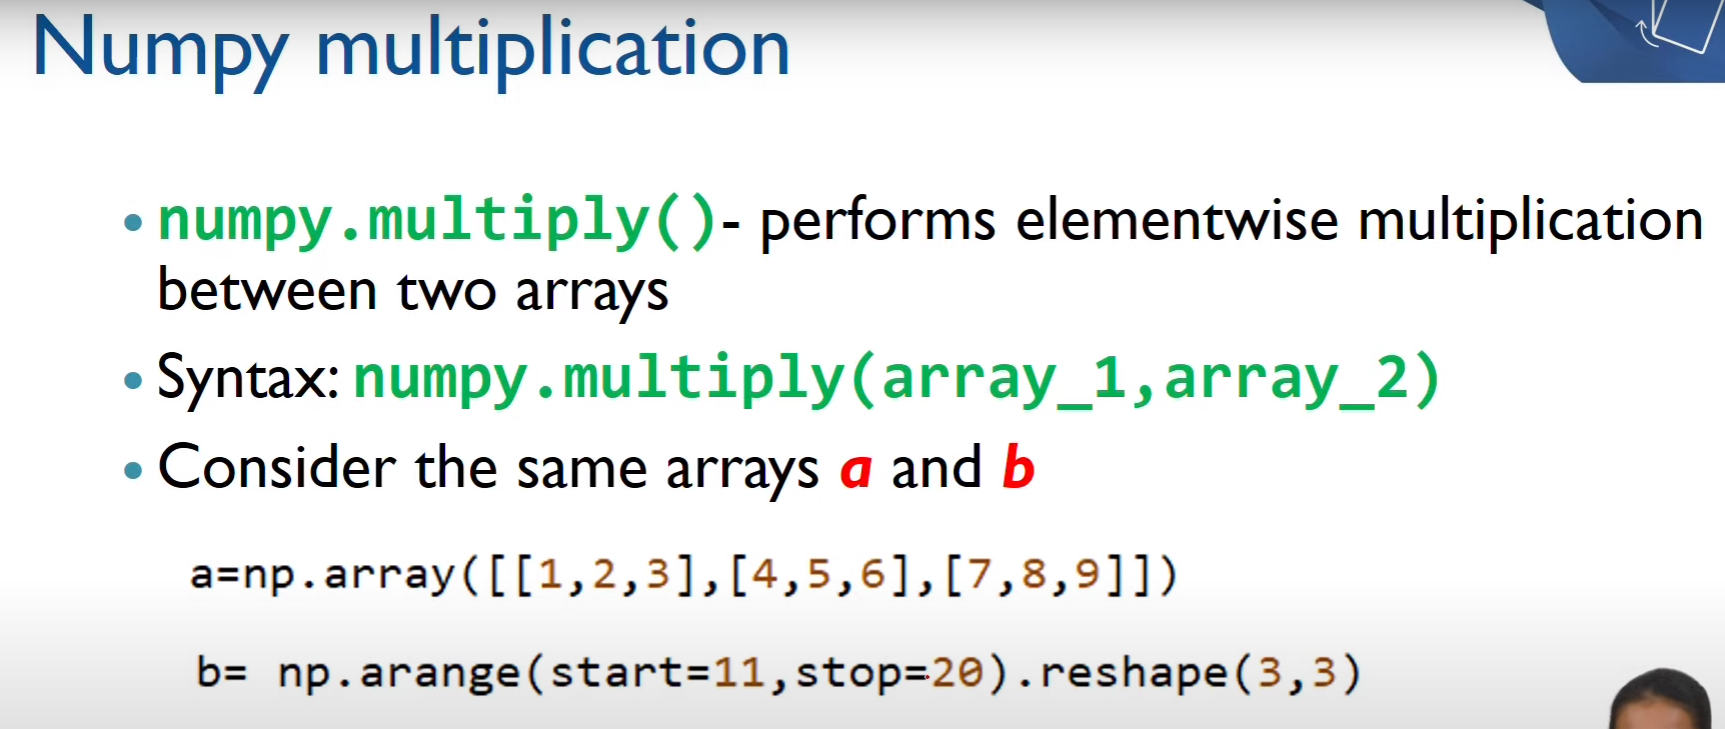 Numpy multiplication
• numpy.multiply()- performs elementwise multiplication
between two arrays
• Syntax: numpy.multiply(array_1,array_2)
• Consider the same arrays a and b
a=np.array([[1,2,3],[4,5,6],[7,8,9]])
b= np.arange(start=11,stop=20).reshape(3,3)